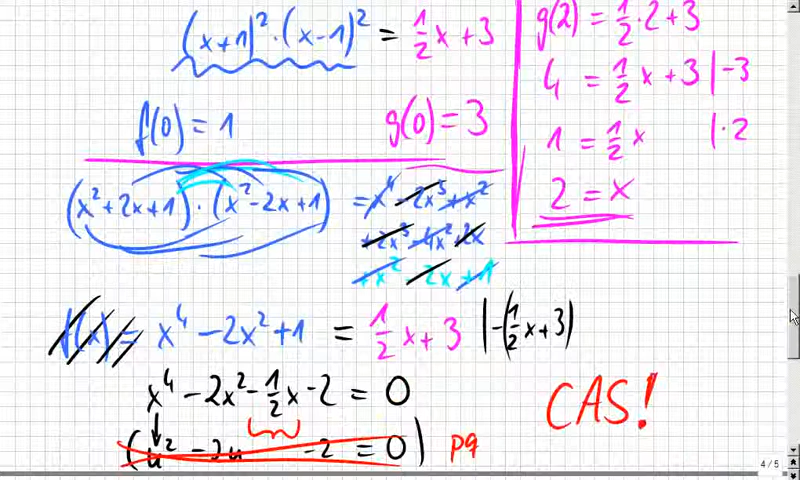 (x+1)² · (x-1)² = 1/2 x + 3
f(0) = 1 g(0) = 3
(x²+2x+1) · (x²-2x+1) = x⁴ - 2x³ + x²
+2x³ - 4x² + 2x
+x² - 2x + 1
f(x) = x⁴ - 2x² + 1 = 1/2 x + 3 | -(1/2 x + 3)
x⁴ - 2x² - 1/2 x - 2 = 0
(u² - 2u - 2 = 0) pq
CAS!
g(2) = 1/2 · 2 + 3
4 = 1/2 x + 3 | -3
1 = 1/2 x | · 2
2 = x
4/5